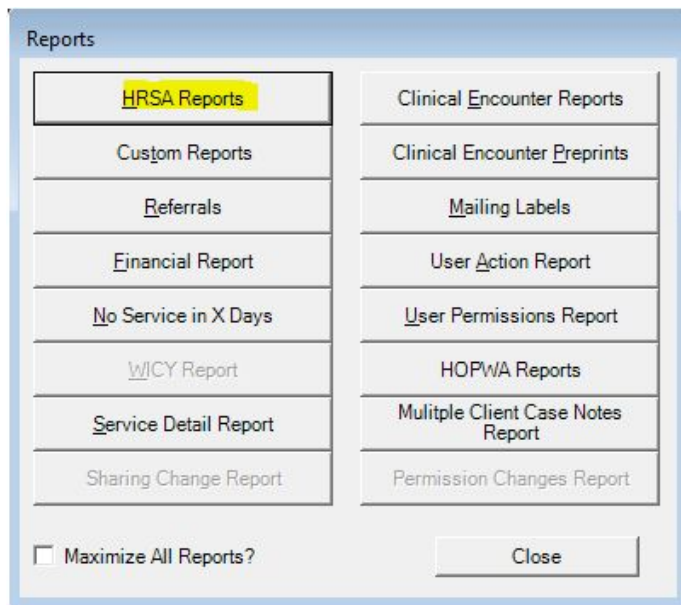 Reports
HRSA Reports
Clinical Encounter Reports
Custom Reports
Clinical Encounter Preprints
Referrals
Mailing Labels
Financial Report
User Action Report
No Service in X Days
User Permissions Report
WICY Report
HOPWA Reports
Service Detail Report
Mulitple Client Case Notes
Report
Sharing Change Report
Permission Changes Report
Maximize All Reports?
Close